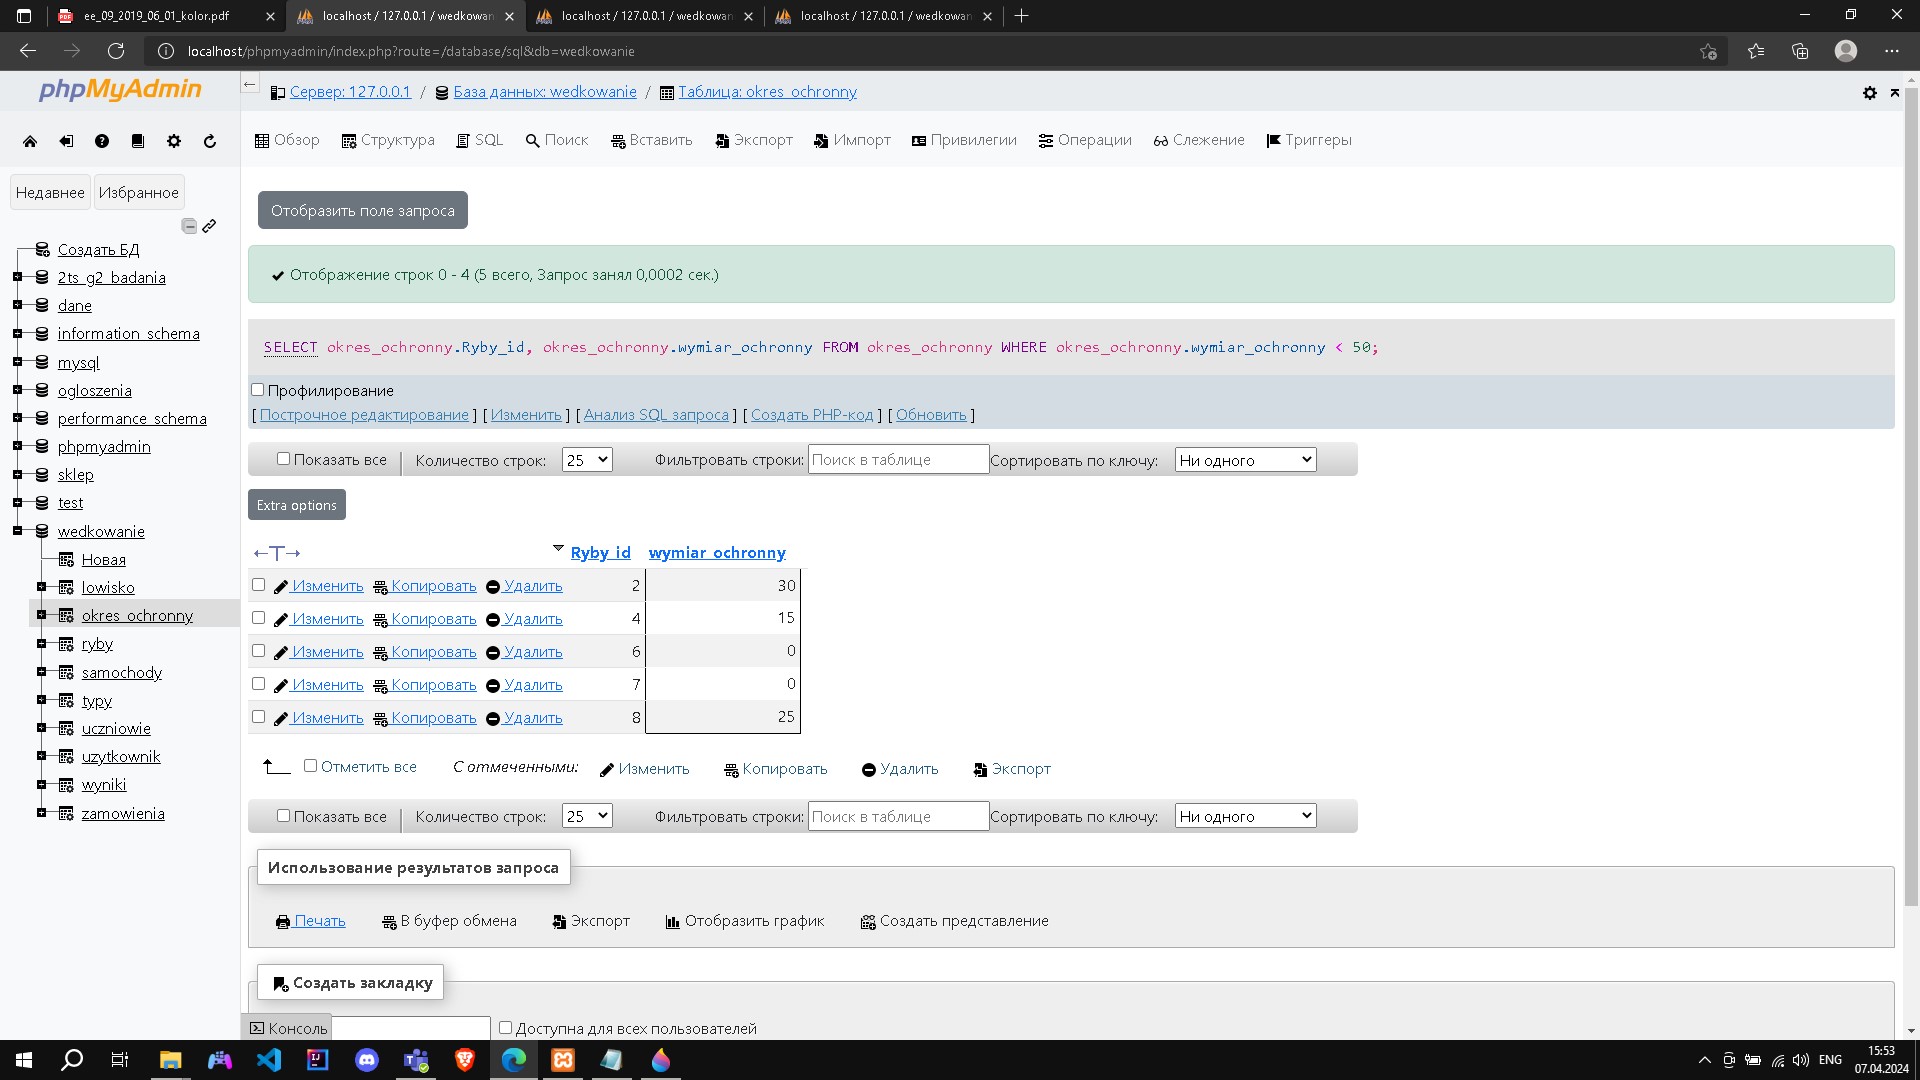 ee_09_2019_06_01_kolor.pdf
localhost / 127.0.0.1 / wedkowan
localhost / 127.0.0.1 / wedkowan
localhost / 127.0.0.1 / wedkowan
localhost/phpmyadmin/index.php?route=/database/sql&db=wedkowanie
phpMyAdmin
Недавнее Избранное
Создать БД
2ts_g2_badania
dane
information_schema
mysql
ogloszenia
performance_schema
phpmyadmin
sklep
test
wedkowanie
Новая
lowisko
okres_ochronny
ryby
samochody
typy
uczniowie
uzytkownik
wyniki
zamowienia
Сервер: 127.0.0.1 / База данных: wedkowanie / Таблица: okres_ochronny
Обзор Структура SQL Поиск Вставить Экспорт Импорт Привилегии Операции Слежение Триггеры
Отобразить поле запроса
Отображение строк 0 - 4 (5 всего, Запрос занял 0,0002 сек.)
SELECT okres_ochronny.Ryby_id, okres_ochronny.wymiar_ochronny FROM okres_ochronny WHERE okres_ochronny.wymiar_ochronny < 50;
Профилирование
[ Построчное редактирование ] [ Изменить ] [ Анализ SQL запроса ] [ Создать PHP-код ] [ Обновить ]
Показать все Количество строк: 25 Фильтровать строки: Поиск в таблице Сортировать по ключу: Ни одного
Extra options
←T→ Ryby_id wymiar_ochronny
Изменить Копировать Удалить 2 30
Изменить Копировать Удалить 4 15
Изменить Копировать Удалить 6 0
Изменить Копировать Удалить 7 0
Изменить Копировать Удалить 8 25
Отметить все С отмеченными: Изменить Копировать Удалить Экспорт
Показать все Количество строк: 25 Фильтровать строки: Поиск в таблице Сортировать по ключу: Ни одного
Использование результатов запроса
Печать В буфер обмена Экспорт Отобразить график Создать представление
Создать закладку
Консоль Доступна для всех пользователей
ENG
15:53
07.04.2024